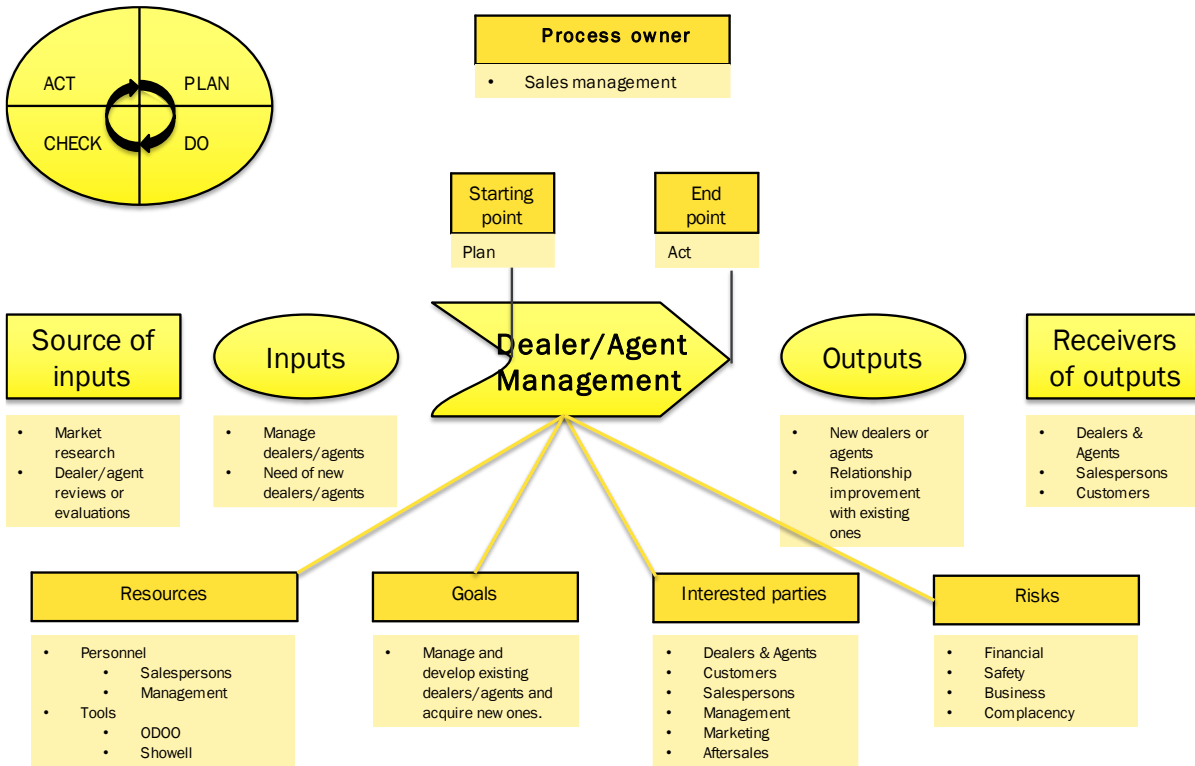 ACT
PLAN
CHECK
DO
Process owner
• Sales management
Starting
point
Plan
End
point
Act
Source of
inputs
• Market
research
• Dealer/agent
reviews or
evaluations
Inputs
• Manage
dealers/agents
• Need of new
dealers/agents
Dealer/Agent
Management
Outputs
• New dealers or
agents
• Relationship
improvement
with existing
ones
Receivers
of outputs
• Dealers &
Agents
• Salespersons
• Customers
Resources
• Personnel
• Salespersons
• Management
• Tools
• ODOO
• Showell
Goals
• Manage and
develop existing
dealers/agents and
acquire new ones.
Interested parties
• Dealers & Agents
• Customers
• Salespersons
• Management
• Marketing
• Aftersales
Risks
• Financial
• Safety
• Business
• Complacency